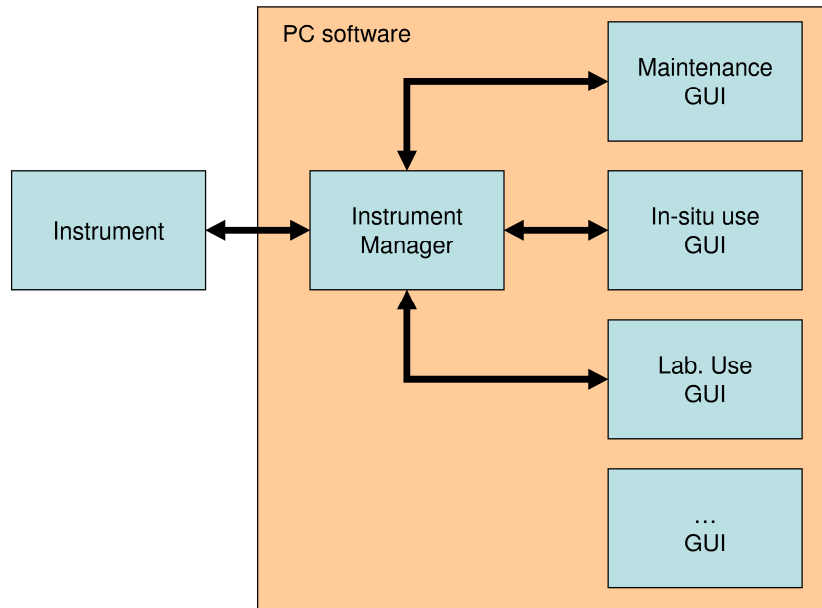 PC software
Maintenance
GUI
Instrument
Instrument
Manager
In-situ use
GUI
Lab. Use
GUI
…
GUI